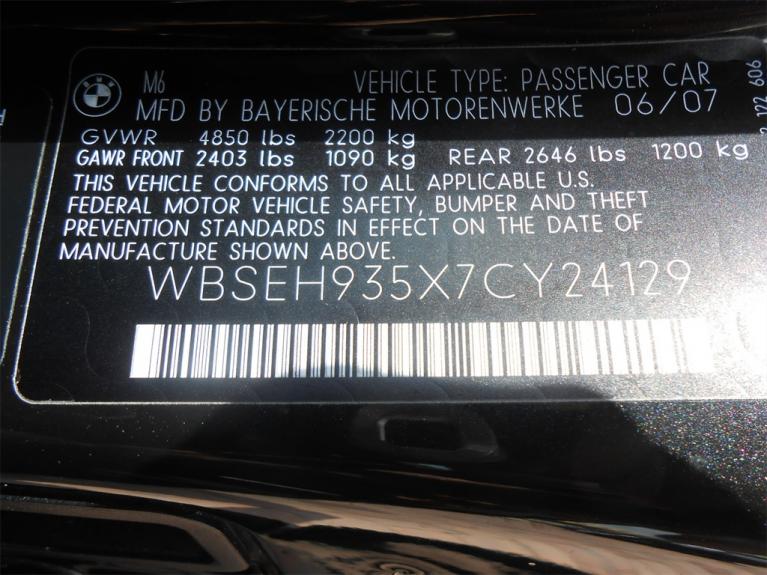 BMW
M6 VEHICLE TYPE: PASSENGER CAR
MFD BY BAYERISCHE MOTORENWERKE 06/07
GVWR 4850 lbs 2200 kg
GAWR FRONT 2403 lbs 1090 kg REAR 2646 lbs 1200 kg
THIS VEHICLE CONFORMS TO ALL APPLICABLE U.S.
FEDERAL MOTOR VEHICLE SAFETY, BUMPER AND THEFT
PREVENTION STANDARDS IN EFFECT ON THE DATE OF
MANUFACTURE SHOWN ABOVE.
WBSEH935X7CY24129
122 606